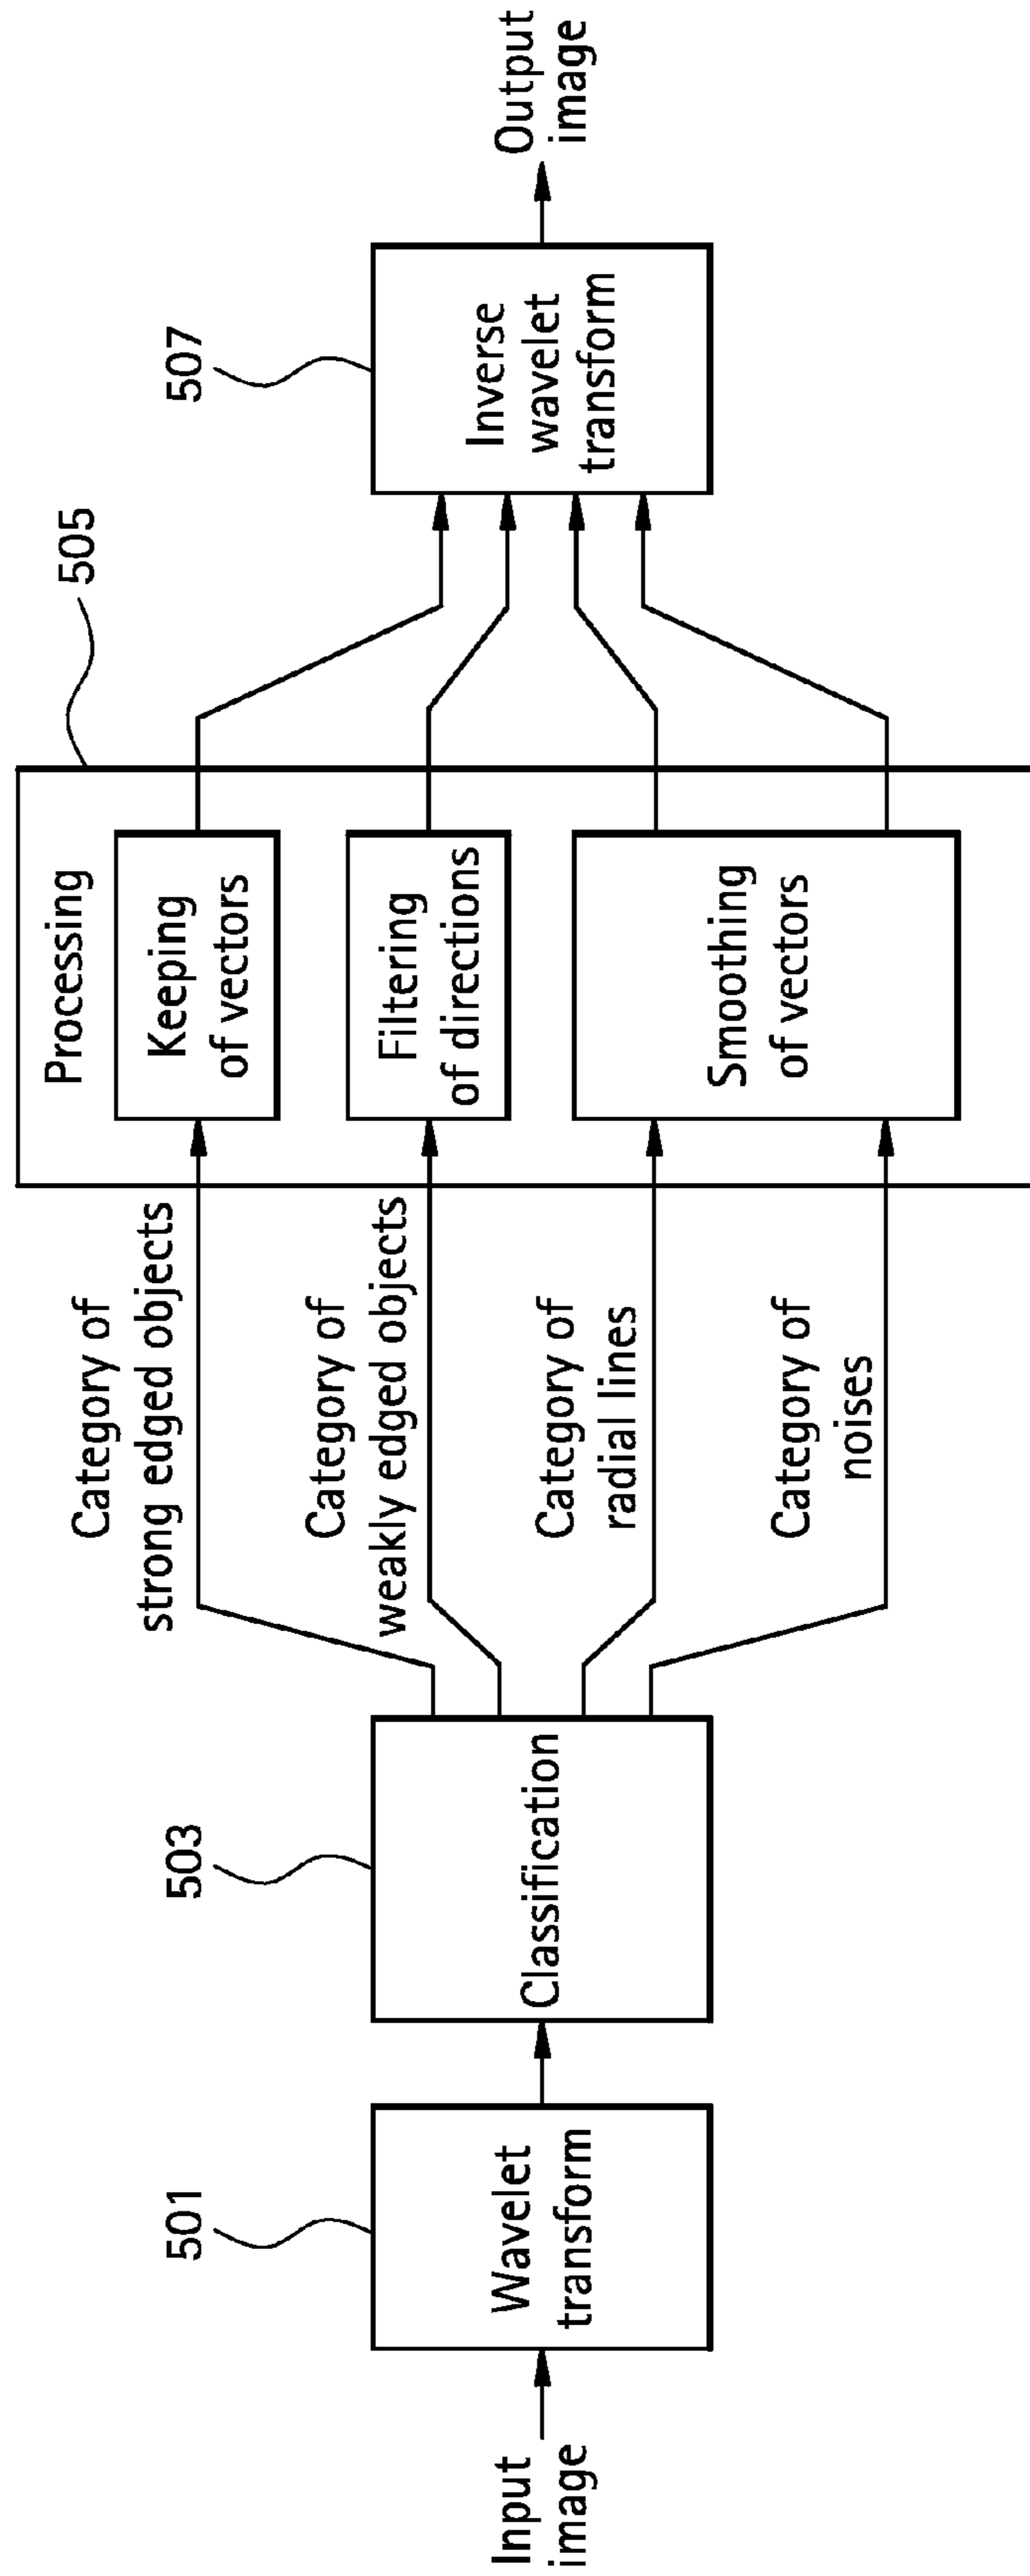 Input
image
501
Wavelet
transform
503
Classification
Category of
strong edged objects
Category of
weakly edged objects
Category of
radial lines
Category of
noises
505
Processing
Keeping
of vectors
Filtering
of directions
Smoothing
of vectors
507
Inverse
wavelet
transform
Output
image